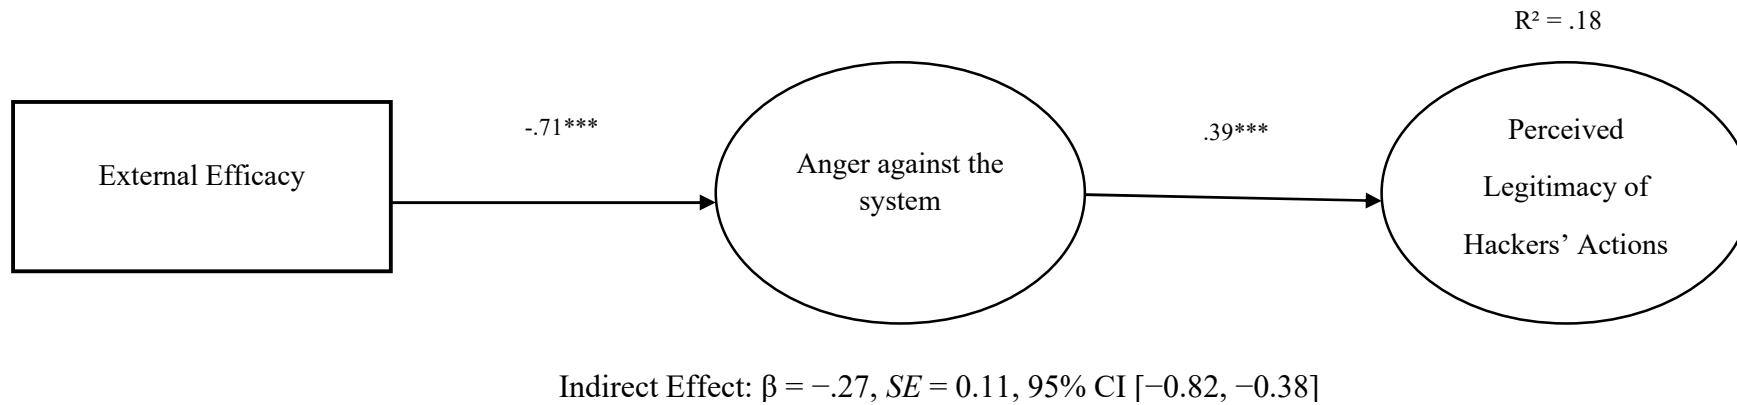 R² = .18
External Efficacy
-.71***
Anger against the
system
.39***
Perceived
Legitimacy of
Hackers’ Actions
Indirect Effect: β = −.27, SE = 0.11, 95% CI [−0.82, −0.38]